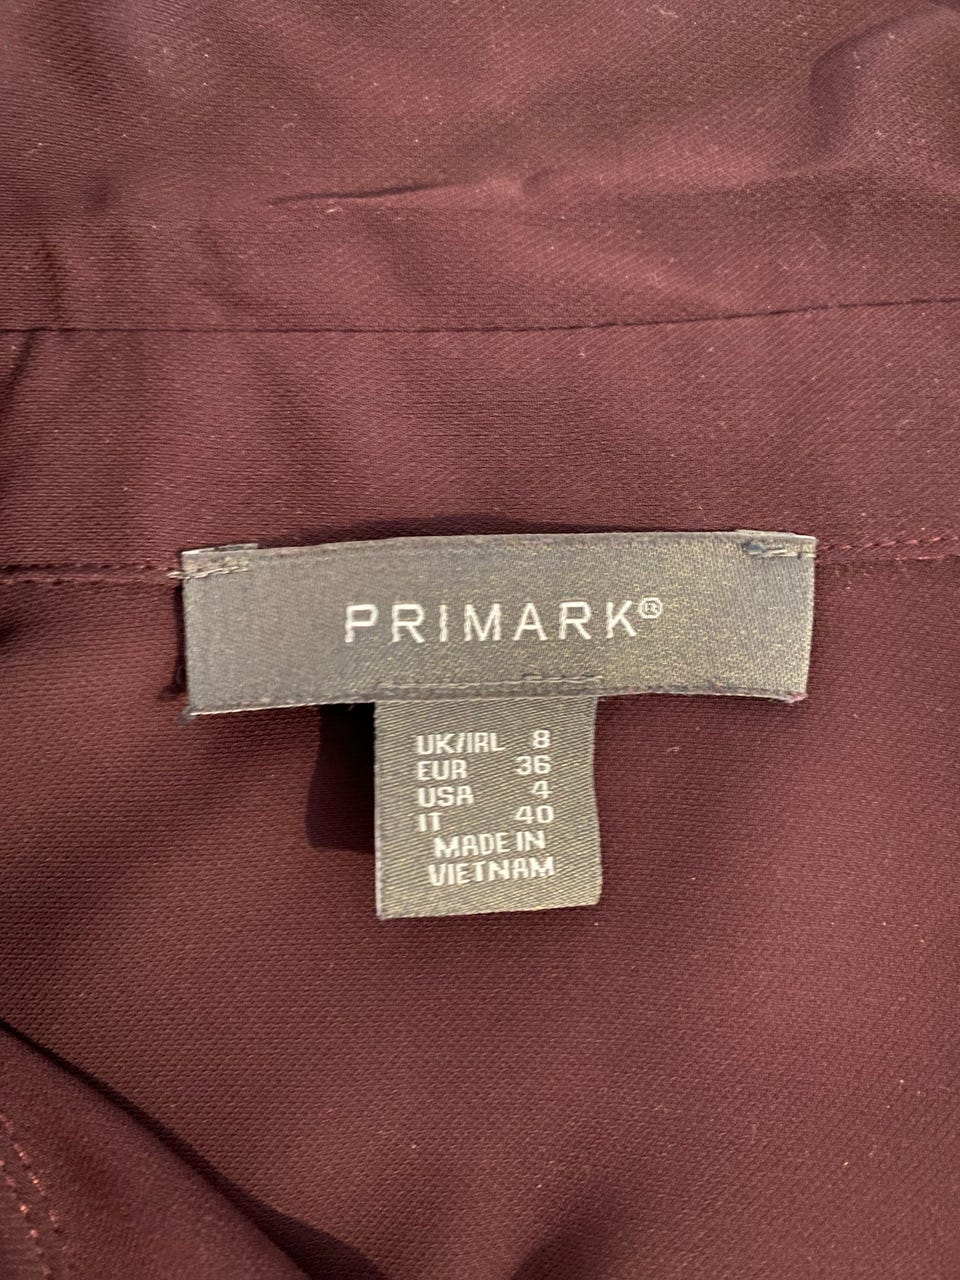 PRIMARK®
UK/IRL 8
EUR 36
USA 4
IT 40
MADE IN
VIETNAM